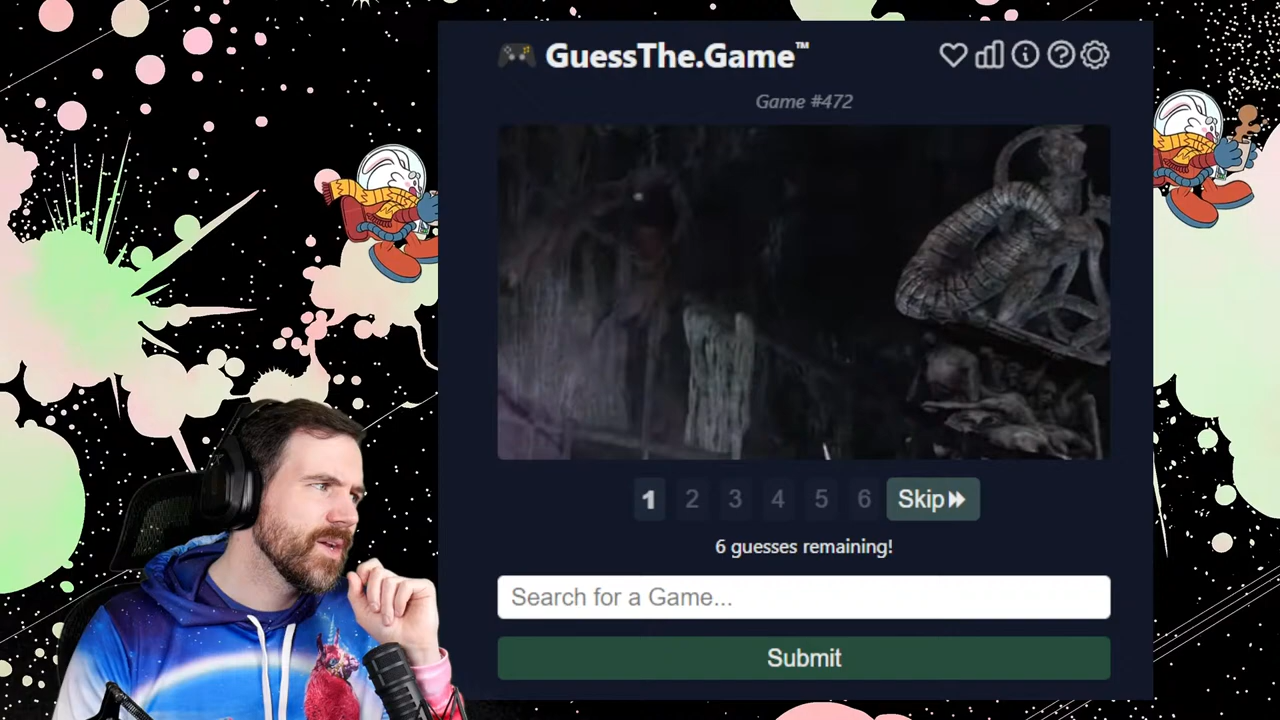 GuessThe.Game™
Game #472
1 2 3 4 5 6 Skip
6 guesses remaining!
Search for a Game...
Submit